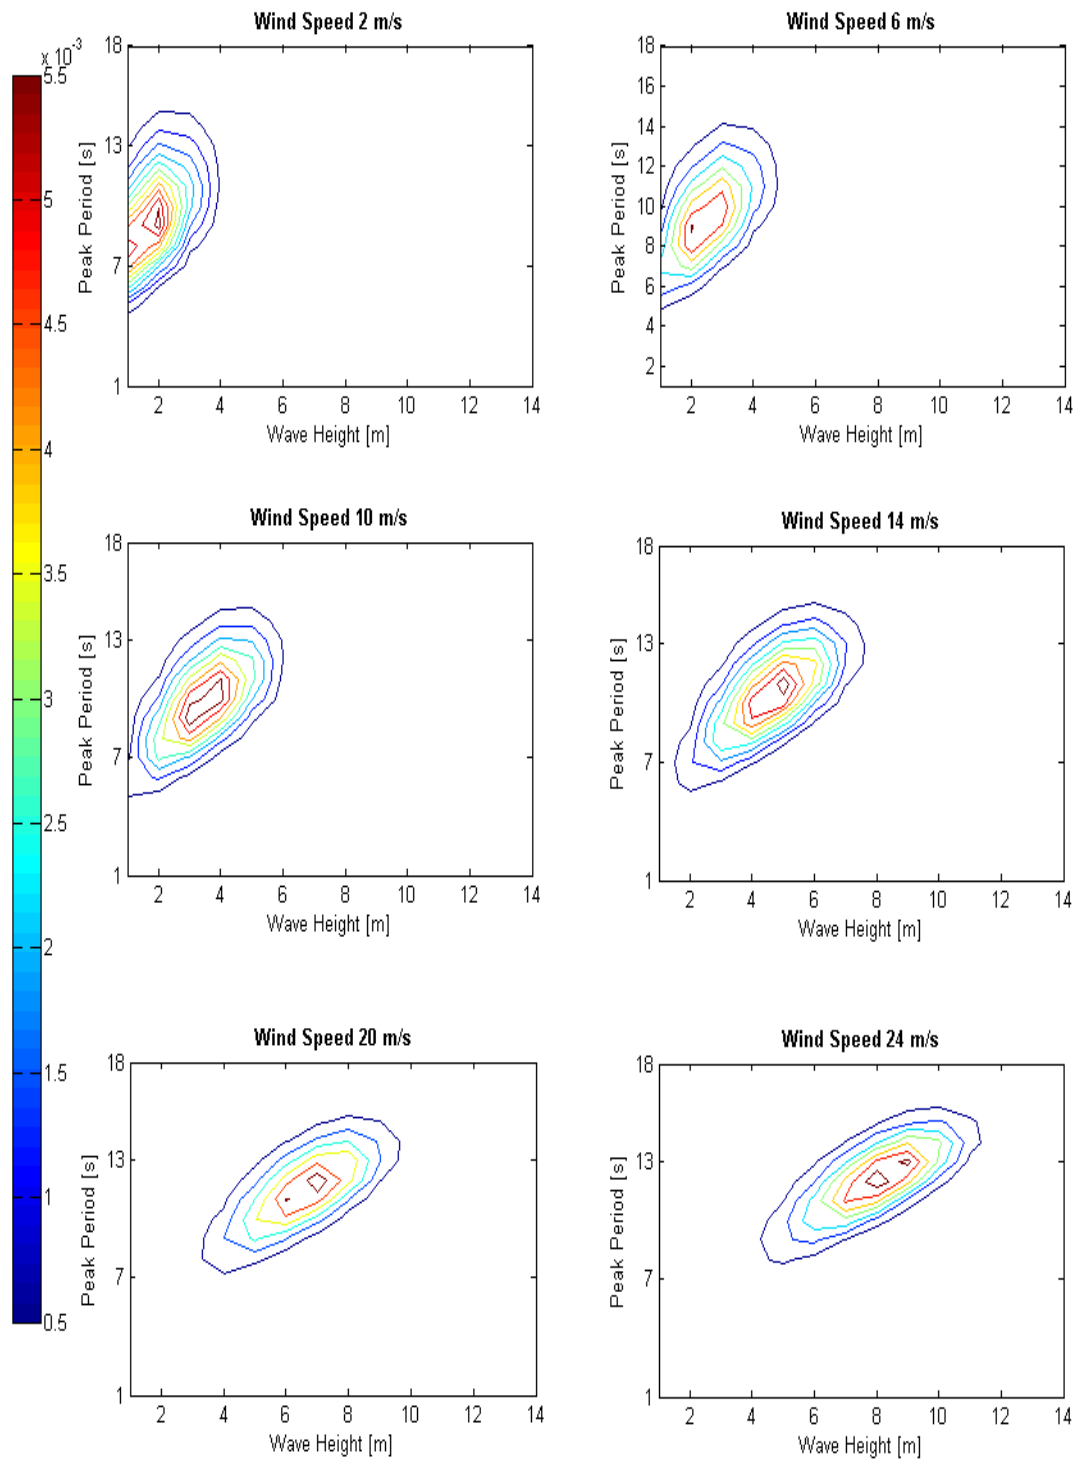 Wind Speed 2 m/s
Wind Speed 6 m/s
x 10-3
5.5
5
4.5
4
3.5
3
2.5
2
1.5
1
0.5
18
13
7
1
Peak Period [s]
2 4 6 8 10 12 14
Wave Height [m]
18
16
14
12
10
8
6
4
2
Peak Period [s]
2 4 6 8 10 12 14
Wave Height [m]
Wind Speed 10 m/s
18
13
7
1
Peak Period [s]
2 4 6 8 10 12 14
Wave Height [m]
Wind Speed 14 m/s
18
13
7
1
Peak Period [s]
2 4 6 8 10 12 14
Wave Height [m]
Wind Speed 20 m/s
18
13
7
1
Peak Period [s]
2 4 6 8 10 12 14
Wave Height [m]
Wind Speed 24 m/s
18
13
7
1
Peak Period [s]
2 4 6 8 10 12 14
Wave Height [m]